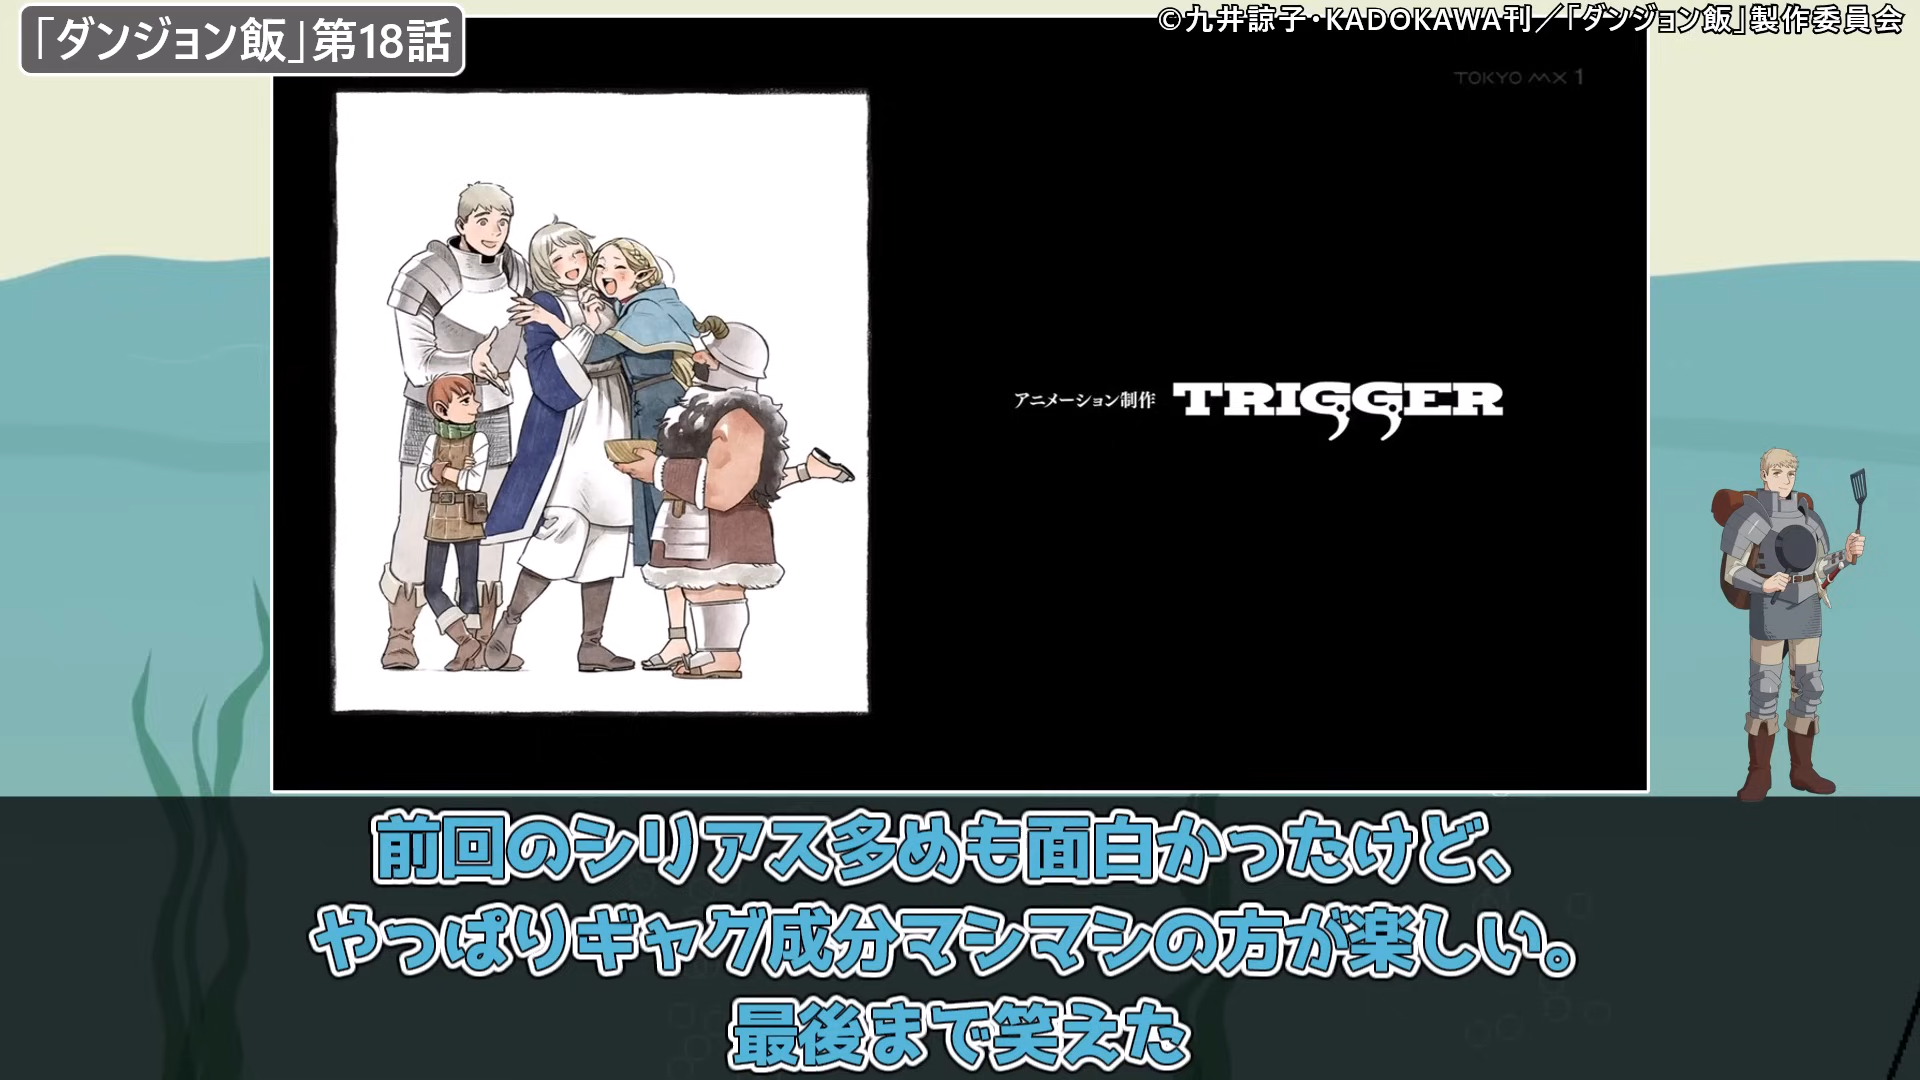 「ダンジョン飯」第18話
©九井諒子・KADOKAWA刊／「ダンジョン飯」製作委員会
TOKYO MX 1
アニメーション制作 TRIGGER
前回のシリアス多めも面白かったけど、
やっぱりギャグ成分マシマシの方が楽しい。
最後まで笑えた